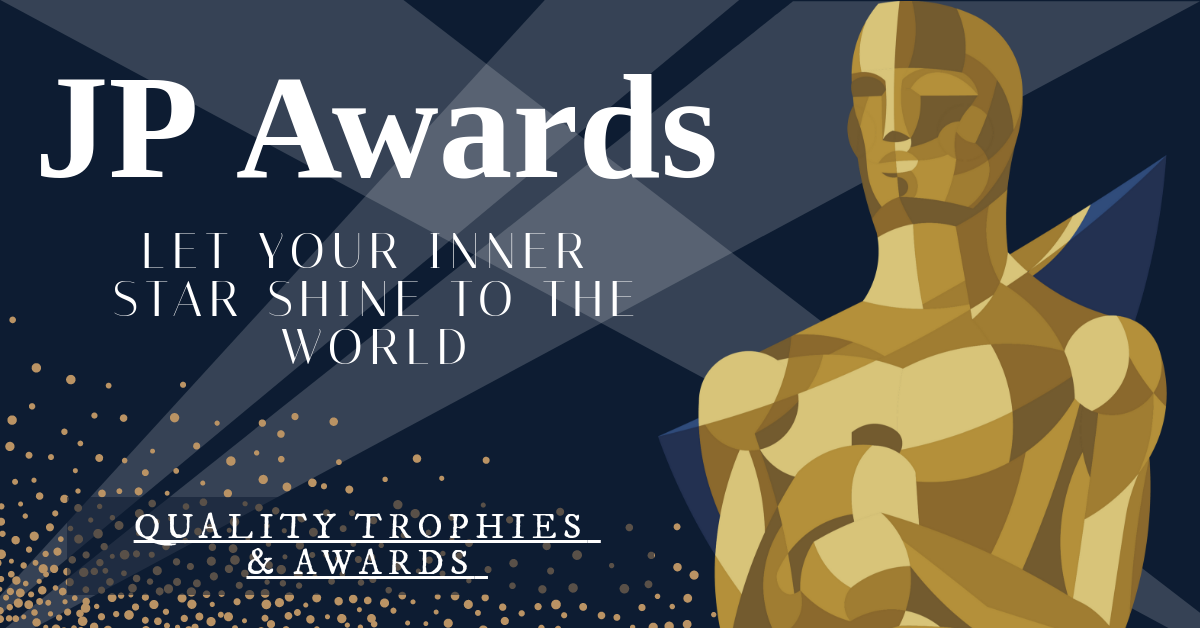 JP Awards
LET YOUR INNER
STAR SHINE TO THE
WORLD
QUALITY TROPHIES
& AWARDS